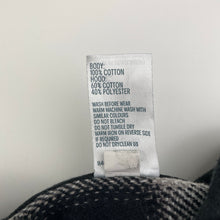 BODY:
100% COTTON
HOOD:
60% COTTON
40% POLYESTER
WASH BEFORE WEAR
WARM MACHINE WASH WITH
SIMILAR COLOURS
DO NOT BLEACH
DO NOT TUMBLE DRY
WARM IRON ON REVERSE SIDE
IF REQUIRED
DO NOT DRYCLEAN